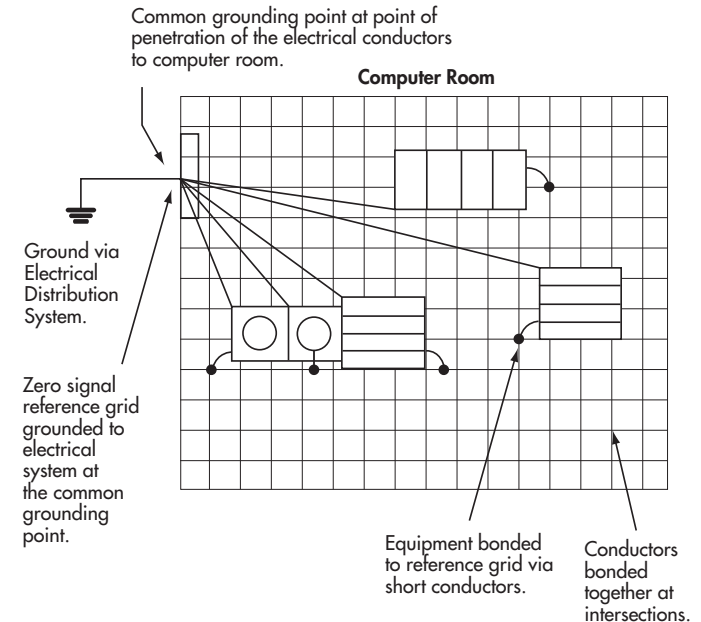 Common grounding point at point of
penetration of the electrical conductors
to computer room.
Computer Room
Ground via
Electrical
Distribution
System.
Zero signal
reference grid
grounded to
electrical
system at
the common
grounding
point.
Equipment bonded
to reference grid via
short conductors.
Conductors
bonded
together at
intersections.